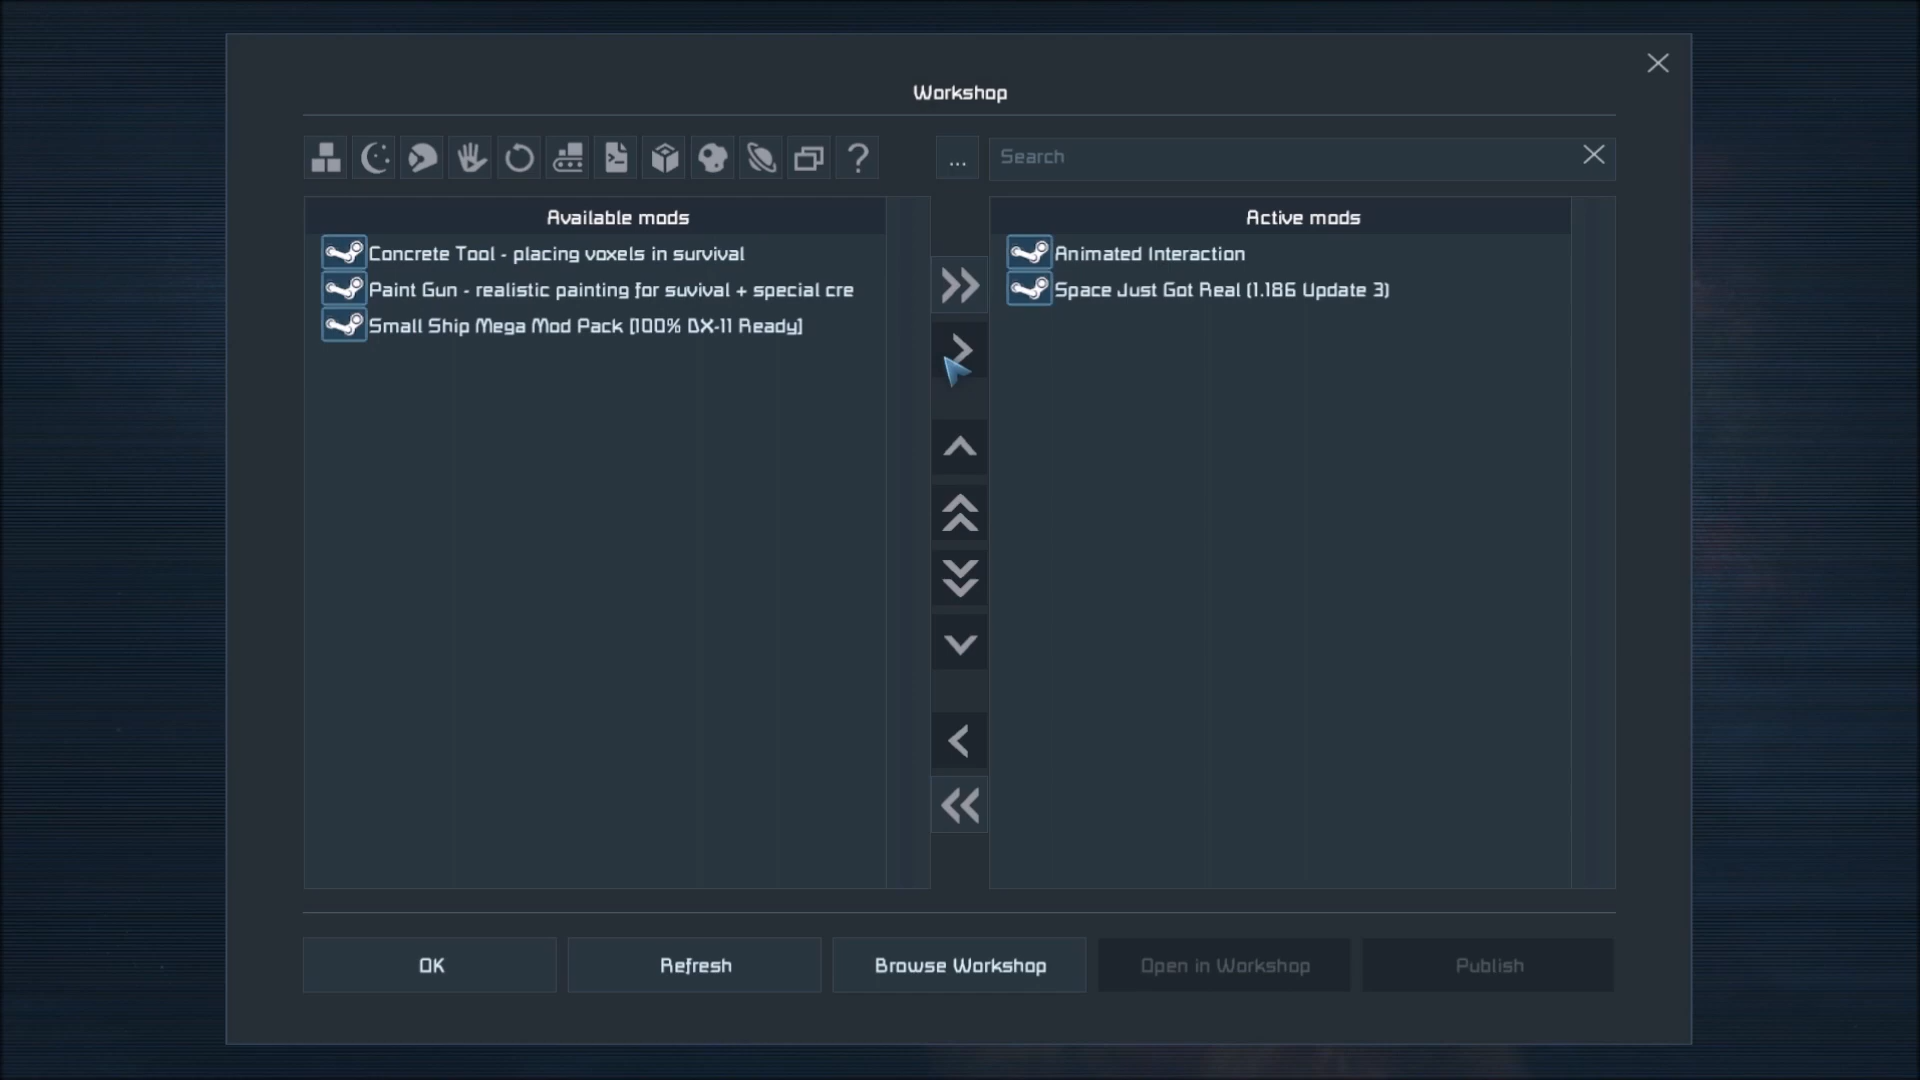 Workshop
?
...
Search
Available mods
Active mods
Concrete Tool - placing voxels in survival
Paint Gun - realistic painting for suvival + special cre
Small Ship Mega Mod Pack [100% DX-11 Ready]
Animated Interaction
Space Just Got Real (1.186 Update 3)
OK
Refresh
Browse Workshop
Open in Workshop
Publish